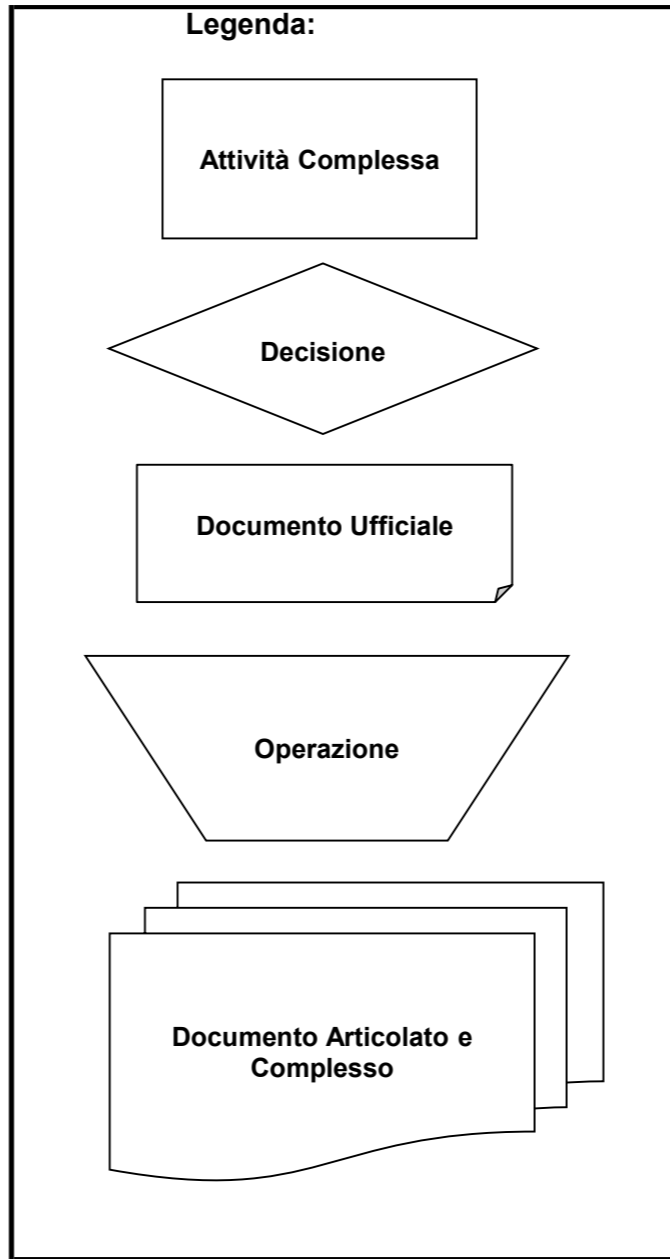 Legenda:
Attività Complessa
Decisione
Documento Ufficiale
Operazione
Documento Articolato e
Complesso